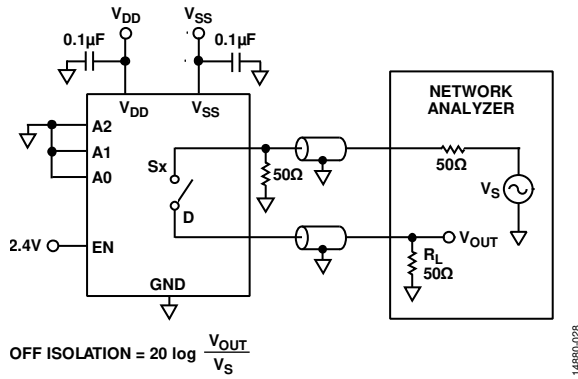 VDD
VSS
0.1µF
0.1µF
VDD
VSS
NETWORK
ANALYZER
A2
A1
A0
Sx
50Ω
50Ω
VS
D
2.4V
EN
VOUT
RL
50Ω
GND
OFF ISOLATION = 20 log VOUT
VS
14880-028